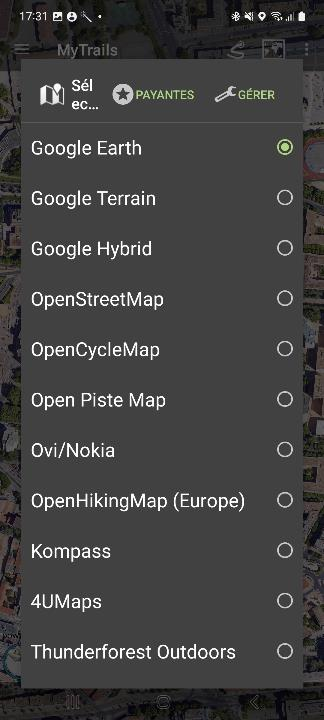 17:31
MyTrails
Sél
ec...
PAYANTES
GÉRER
Google Earth
Google Terrain
Google Hybrid
OpenStreetMap
OpenCycleMap
Open Piste Map
Ovi/Nokia
OpenHikingMap (Europe)
Kompass
4UMaps
Thunderforest Outdoors